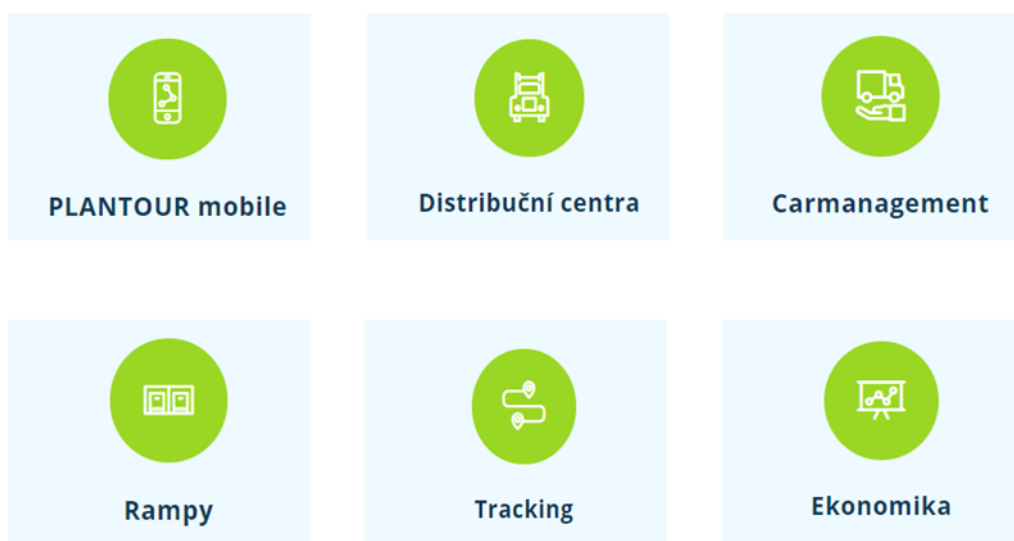 PLANTOUR mobile
Distribuční centra
Carmanagement
Rampy
Tracking
Ekonomika